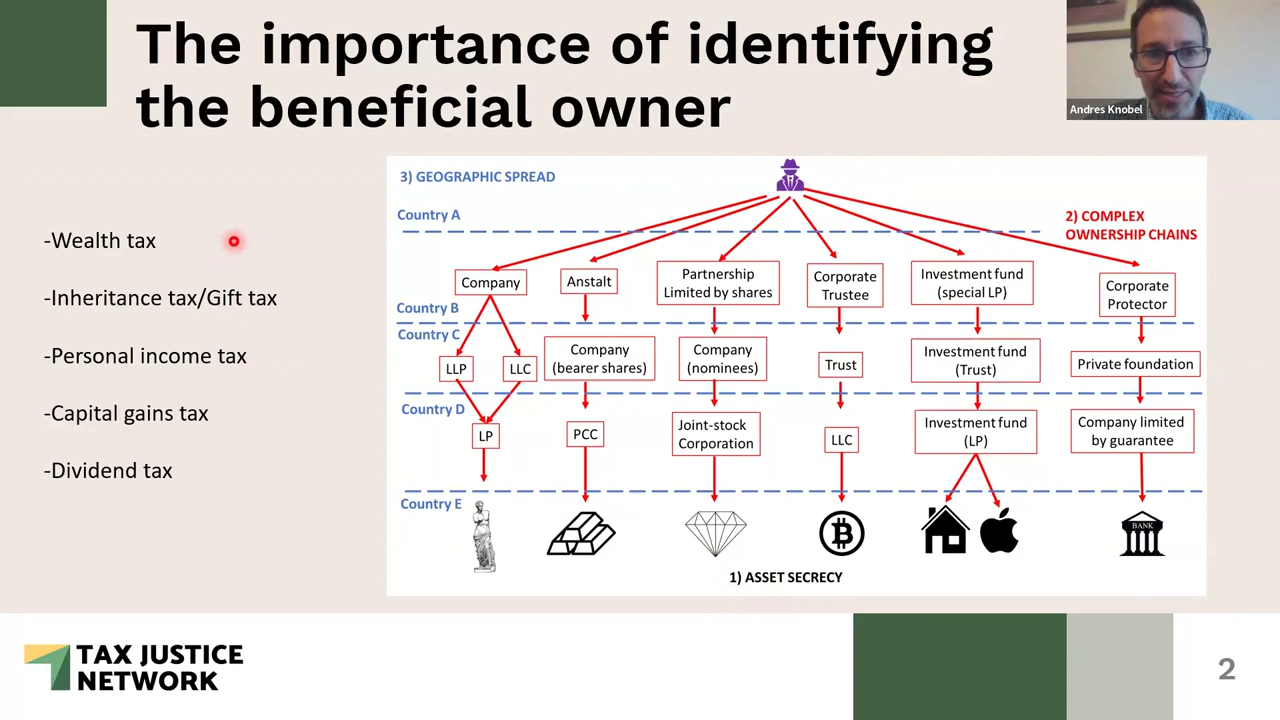 The importance of identifying
the beneficial owner
Andres Knobel
-Wealth tax
-Inheritance tax/Gift tax
-Personal income tax
-Capital gains tax
-Dividend tax
3) GEOGRAPHIC SPREAD
Country A
2) COMPLEX
OWNERSHIP CHAINS
Company
Anstalt
Partnership
Limited by shares
Corporate
Trustee
Investment fund
(special LP)
Corporate
Protector
Country B
Country C
LLP
LLC
Company
(bearer shares)
Company
(nominees)
Trust
Investment fund
(Trust)
Private foundation
Country D
LP
PCC
Joint-stock
Corporation
LLC
Investment fund
(LP)
Company limited
by guarantee
Country E
BANK
1) ASSET SECRECY
TAX JUSTICE
NETWORK
2